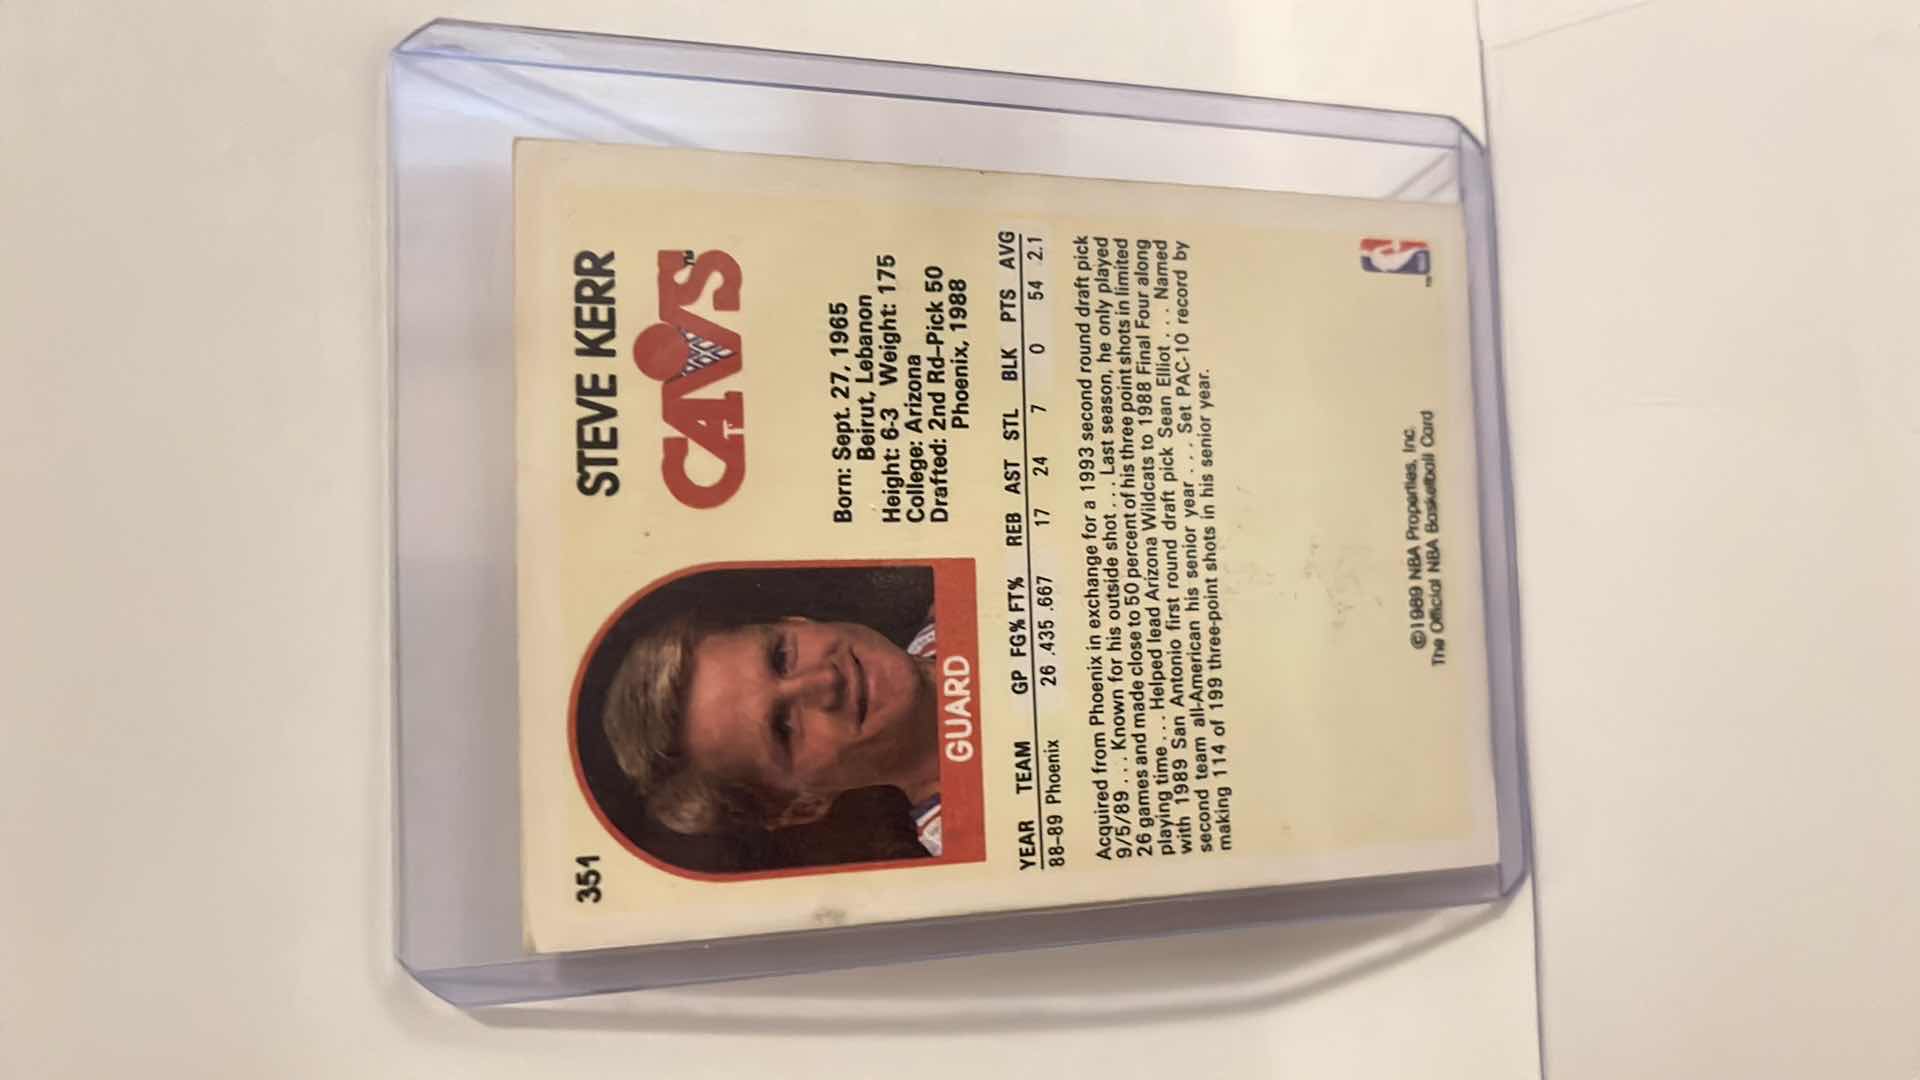 351
STEVE KERR
CAVS
TM
GUARD
Born: Sept. 27, 1965
Beirut, Lebanon
Height: 6-3 Weight: 175
College: Arizona
Drafted: 2nd Rd–Pick 50
Phoenix, 1988
YEAR TEAM GP FG% FT% REB AST STL BLK PTS AVG
88–89 Phoenix 26 .435 .667 17 24 7 0 54 2.1
Acquired from Phoenix in exchange for a 1993 second round draft pick
9/5/89 . . . Known for his outside shot . . . Last season, he only played
26 games and made close to 50 percent of his three point shots in limited
playing time . . . Helped lead Arizona Wildcats to 1988 Final Four along
with 1989 San Antonio first round draft pick Sean Elliot . . . Named
second team all-American his senior year . . . Set PAC-10 record by
making 114 of 199 three-point shots in his senior year.
©1989 NBA Properties, Inc.
The Official NBA Basketball Card